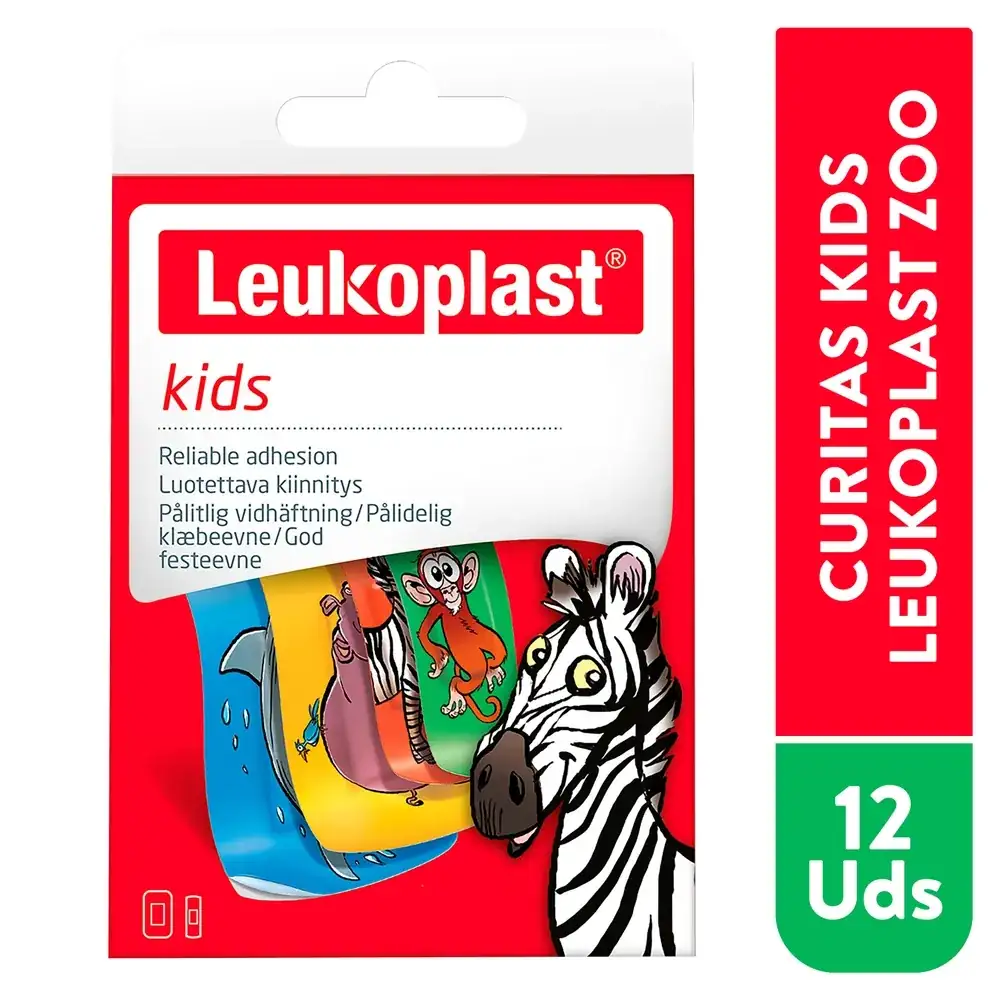 Leukoplast®
kids
Reliable adhesion
Luotettava kiinnitys
Pålitlig vidhäftning/Pålidelig
klæbeevne/God
festeevne
CURITAS KIDS
LEUKOPLAST ZOO
12
Uds